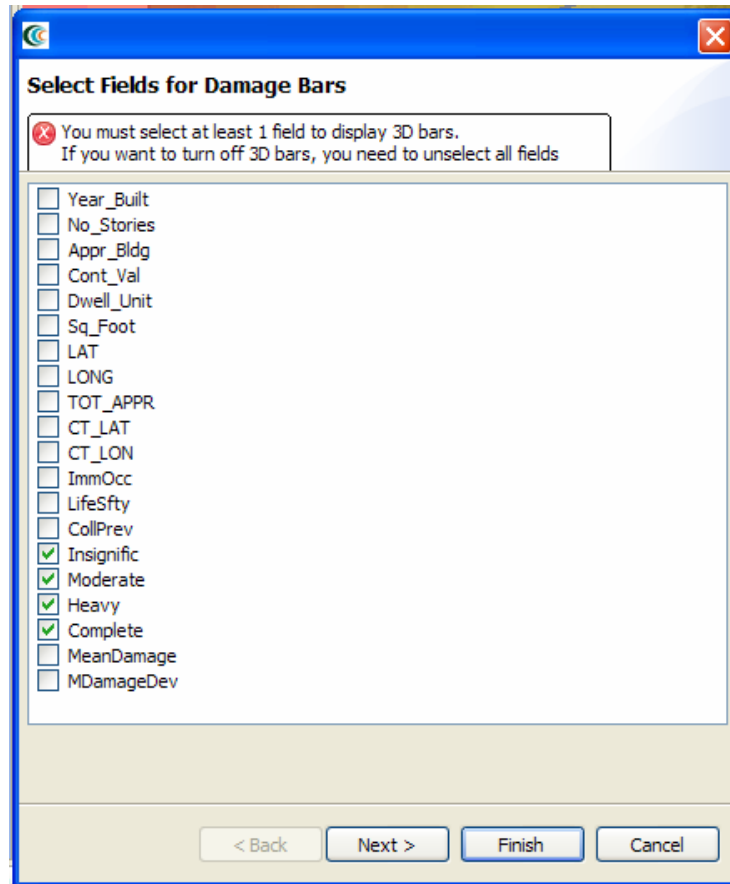 Select Fields for Damage Bars
You must select at least 1 field to display 3D bars.
If you want to turn off 3D bars, you need to unselect all fields
Year_Built
No_Stories
Appr_Bldg
Cont_Val
Dwell_Unit
Sq_Foot
LAT
LONG
TOT_APPR
CT_LAT
CT_LON
ImmOcc
LifeSfty
CollPrev
Insignific
Moderate
Heavy
Complete
MeanDamage
MDamageDev
< Back Next > Finish Cancel